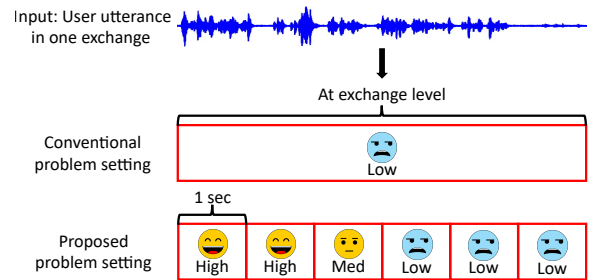 Input: User utterance
in one exchange
At exchange level
Conventional
problem setting
Low
1 sec
Proposed
problem setting
High High Med Low Low Low